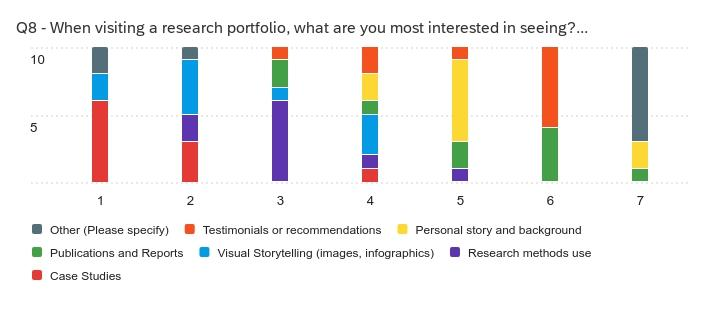 Q8 - When visiting a research portfolio, what are you most interested in seeing?...
10
5
1 2 3 4 5 6 7
Other (Please specify) Testimonials or recommendations Personal story and background
Publications and Reports Visual Storytelling (images, infographics) Research methods use
Case Studies